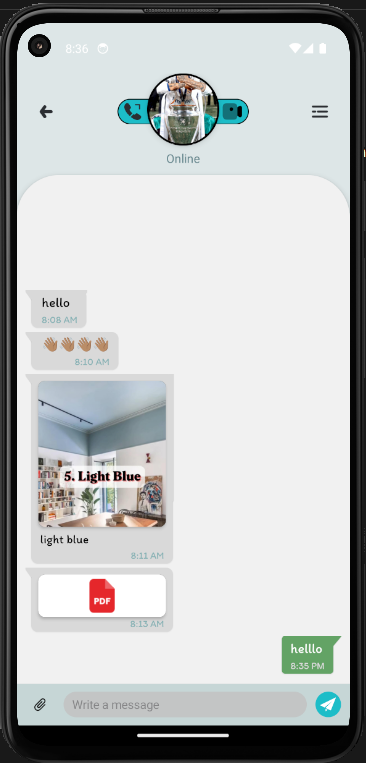 8:36
Online
hello
8:08 AM
👋🏽👋🏽👋🏽👋🏽
8:10 AM
5. Light Blue
light blue
8:11 AM
PDF
8:13 AM
helllo
8:35 PM
Write a message